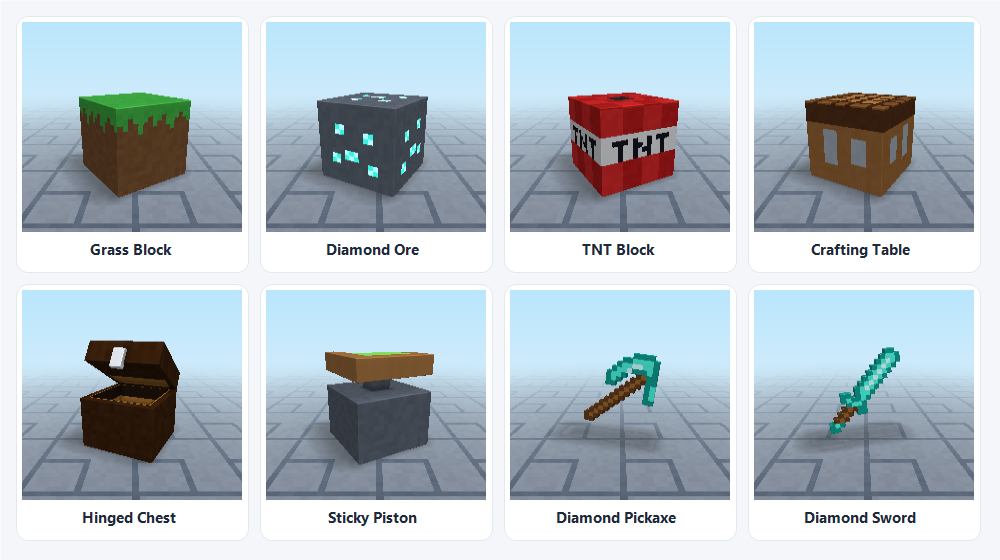 TNT TNT
Grass Block
Diamond Ore
TNT Block
Crafting Table
Hinged Chest
Sticky Piston
Diamond Pickaxe
Diamond Sword